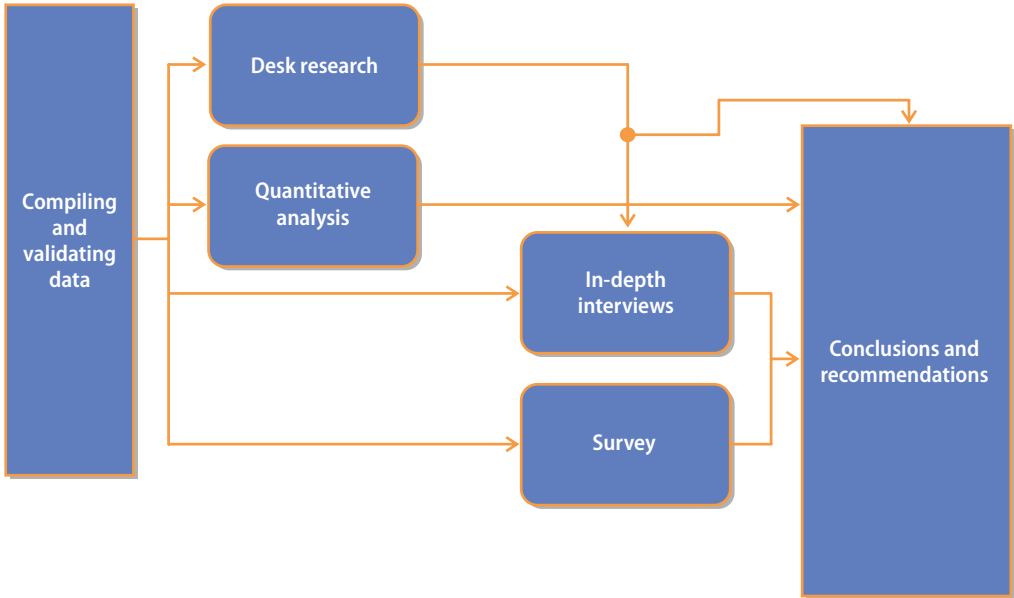 Compiling
and
validating
data
Desk research
Quantitative
analysis
In-depth
interviews
Survey
Conclusions and
recommendations